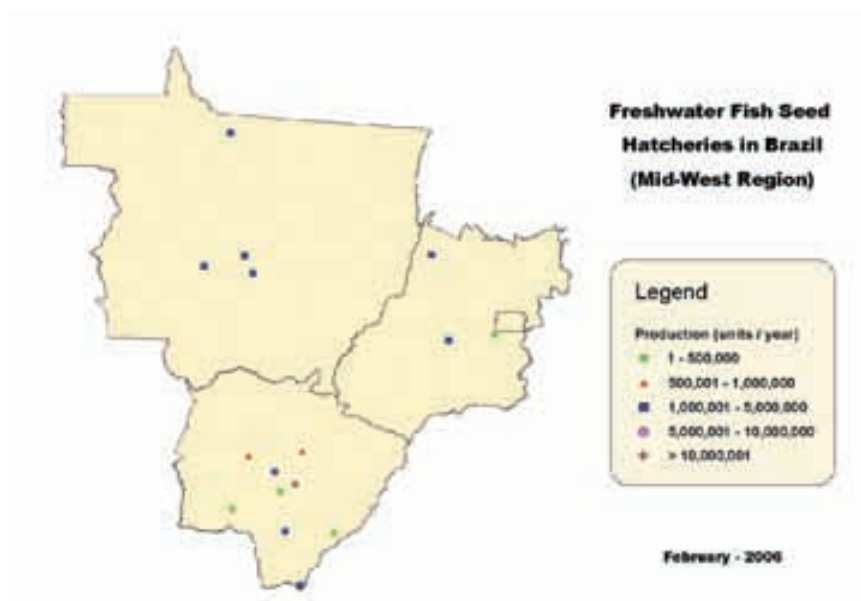 Freshwater Fish Seed
Hatcheries in Brazil
(Mid-West Region)
Legend
Production (units / year)
1 - 500,000
500,001 - 1,000,000
1,000,001 - 5,000,000
5,000,001 - 10,000,000
> 10,000,001
February - 2006